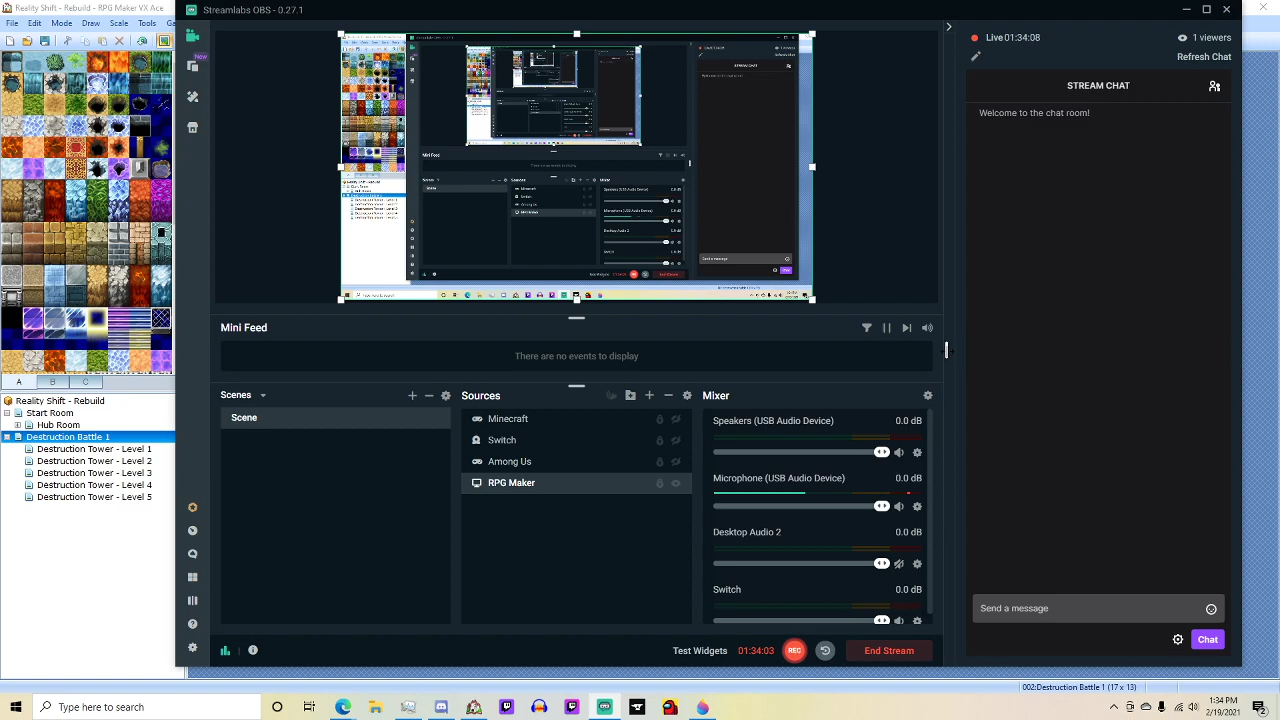 Reality Shift - RPG Maker VX Ace
Streamlabs OBS - 0.27.1
File Edit Mode Draw Scale
New
Live 01:34:08
1 viewers
Refresh Chat
STREAM CHAT
Welcome to the chat room!
Mini Feed
There are no events to display
A B C
Reality Shift - Rebuild
Start Room
Hub Room
Destruction Battle 1
Destruction Tower - Level 1
Destruction Tower - Level 2
Destruction Tower - Level 3
Destruction Tower - Level 4
Destruction Tower - Level 5
Scenes
Scene
Sources
Minecraft
Switch
Among Us
RPG Maker
Mixer
Speakers (USB Audio Device) 0.0 dB
Microphone (USB Audio Device) 0.0 dB
Desktop Audio 2 0.0 dB
Switch 0.0 dB
Send a message
Chat
Test Widgets 01:34:03 REC End Stream
002:Destruction Battle 1 (17 x 13)
Type here to search
9:34 PM
2/19/2021